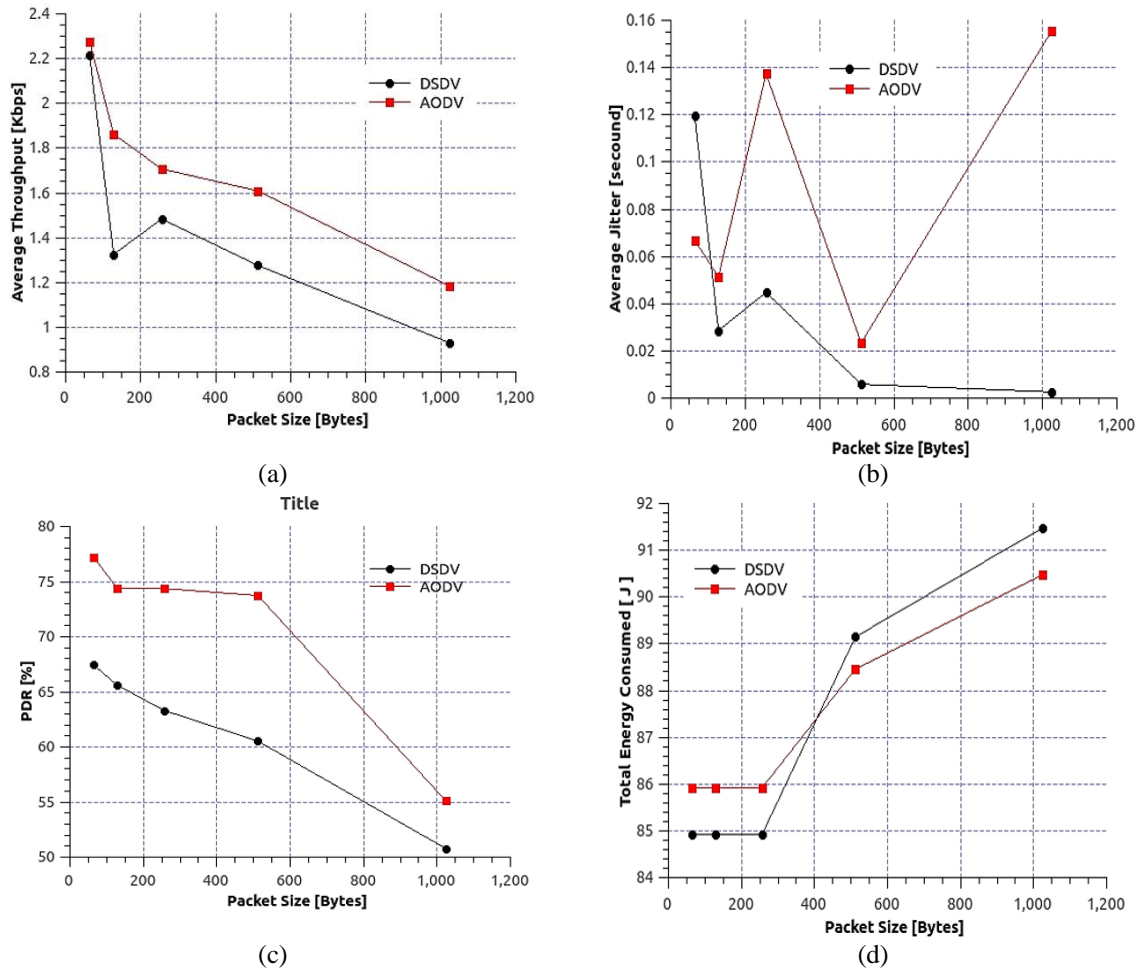 2.4
2.2
2
1.8
1.6
1.4
1.2
1
0.8
Average Throughput [Kbps]
DSDV
AODV
0 200 400 600 800 1,000 1,200
Packet Size [Bytes]
(a)
0.16
0.14
0.12
0.1
0.08
0.06
0.04
0.02
0
Average Jitter [secound]
DSDV
AODV
0 200 400 600 800 1,000 1,200
Packet Size [Bytes]
(b)
Title
80
75
70
65
60
55
50
PDR [%]
DSDV
AODV
0 200 400 600 800 1,000 1,200
Packet Size [Bytes]
(c)
92
91
90
89
88
87
86
85
84
Total Energy Consumed [ J ]
DSDV
AODV
0 200 400 600 800 1,000 1,200
Packet Size [Bytes]
(d)